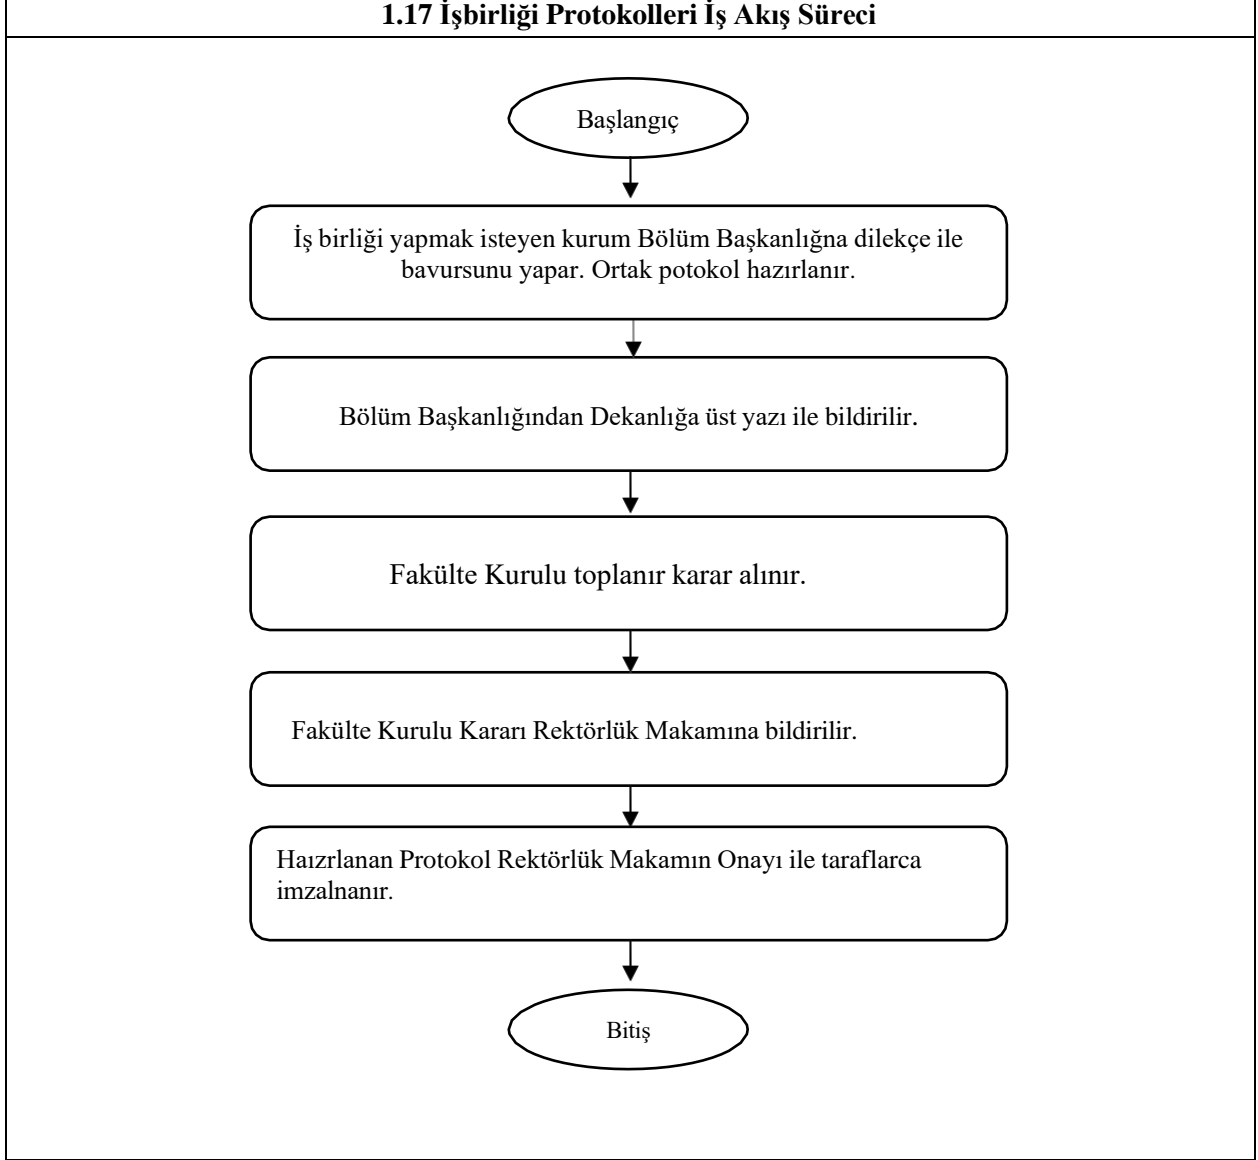 1.17 İşbirliği Protokolleri İş Akış Süreci
Başlangıç
İş birliği yapmak isteyen kurum Bölüm Başkanlığna dilekçe ile
bavursunu yapar. Ortak potokol hazırlanır.
Bölüm Başkanlığından Dekanlığa üst yazı ile bildirilir.
Fakülte Kurulu toplanır karar alınır.
Fakülte Kurulu Kararı Rektörlük Makamına bildirilir.
Haızrlanan Protokol Rektörlük Makamın Onayı ile taraflarca
imzalnanır.
Bitiş